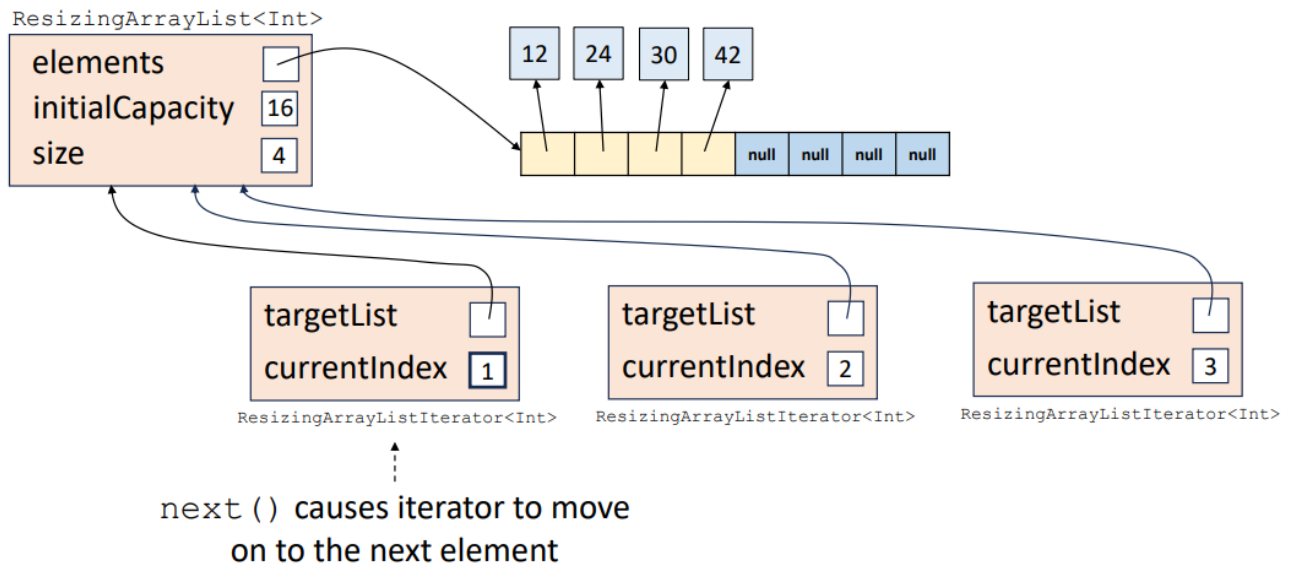 ResizingArrayList<Int>
elements
initialCapacity 16
size 4
12 24 30 42
null null null null
targetList
currentIndex 1
ResizingArrayListIterator<Int>
targetList
currentIndex 2
ResizingArrayListIterator<Int>
targetList
currentIndex 3
ResizingArrayListIterator<Int>
next() causes iterator to move
on to the next element